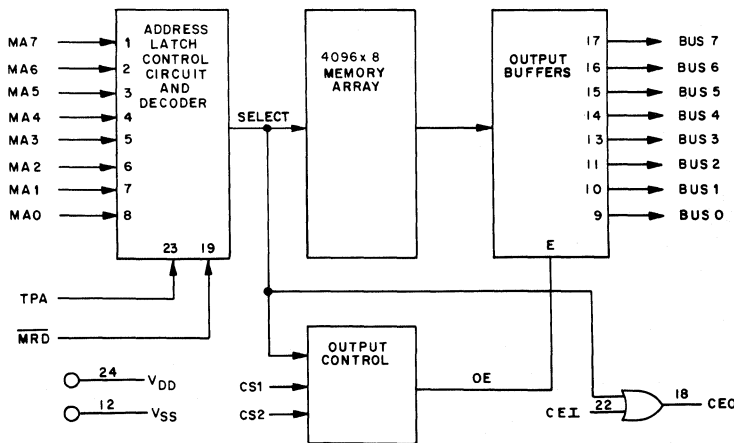 ADDRESS
LATCH
CONTROL
CIRCUIT
AND
DECODER
MA7 1
MA6 2
MA5 3
MA4 4
MA3 5
MA2 6
MA1 7
MA0 8
23 19
TPA
MRD
SELECT
4096x 8
MEMORY
ARRAY
OUTPUT
BUFFERS
17 BUS 7
16 BUS 6
15 BUS 5
14 BUS 4
13 BUS 3
11 BUS 2
10 BUS 1
9 BUS 0
E
OUTPUT
CONTROL
CS1
CS2
OE
24 VDD
12 VSS
CEI 22
18 CEO